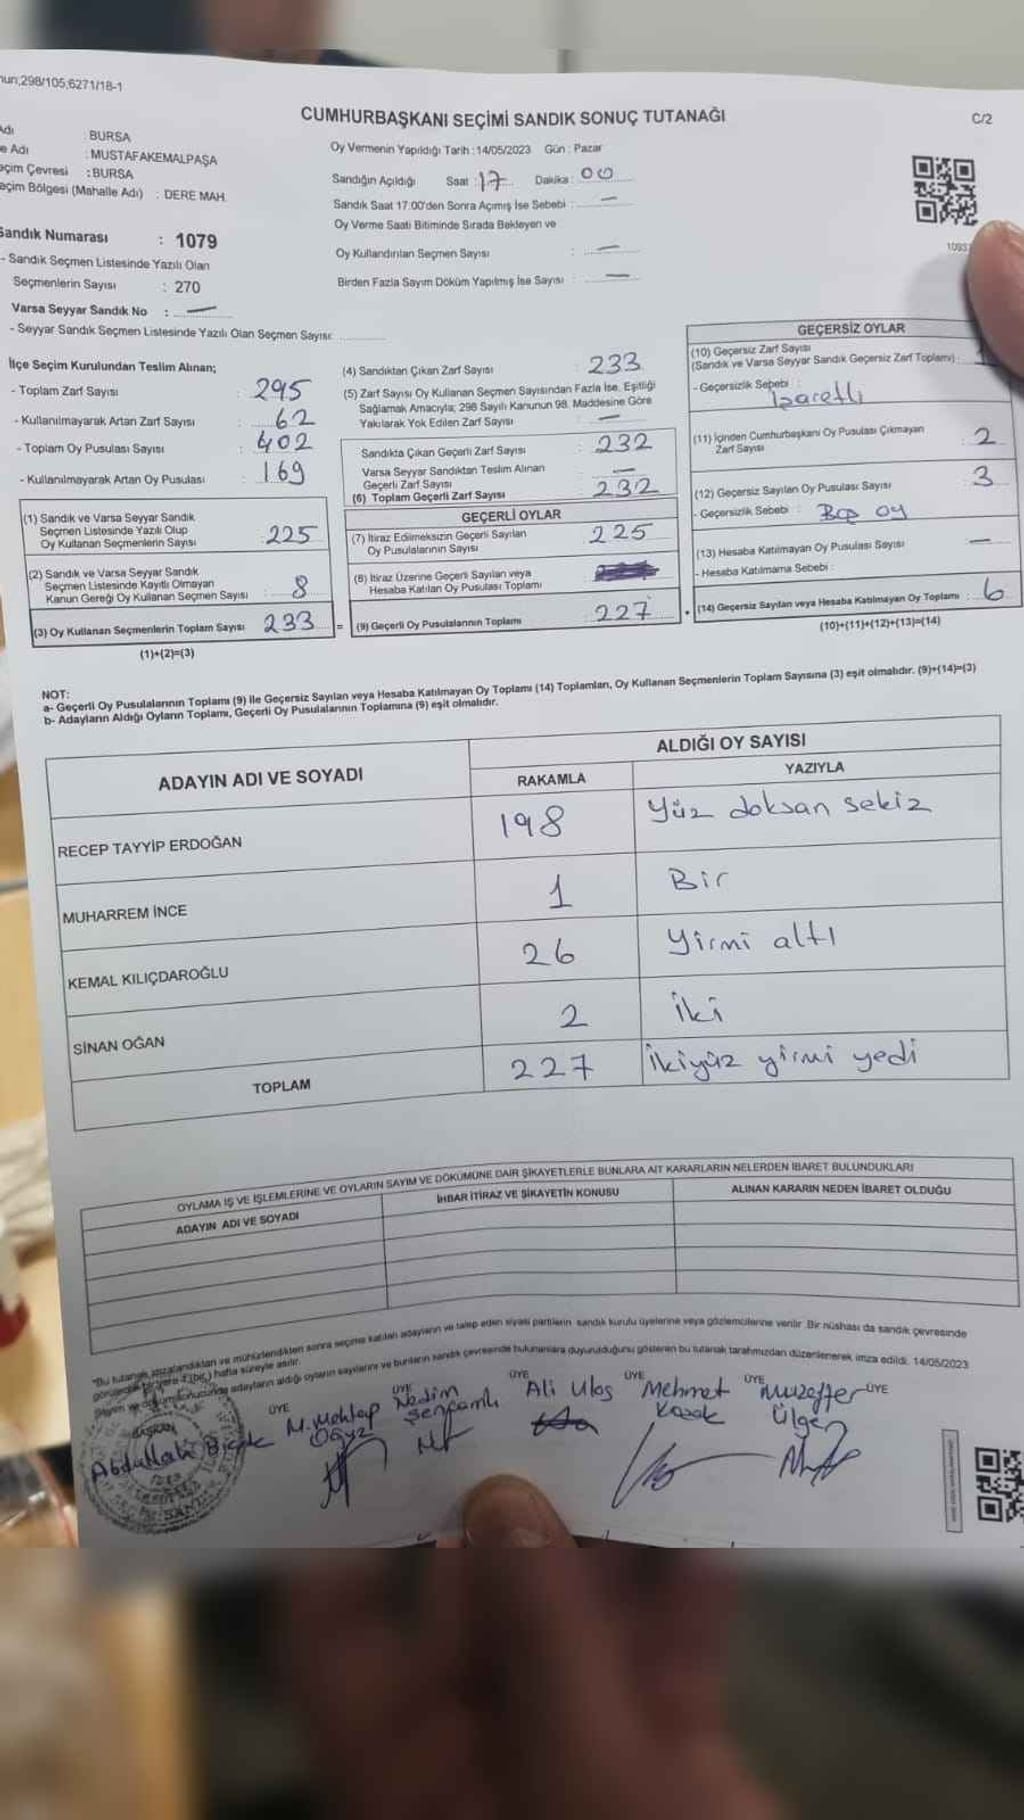 nun;298/105;6271/18-1
CUMHURBAŞKANI SEÇİMİ SANDIK SONUÇ TUTANAĞI
C/2
Adı : BURSA
e Adı : MUSTAFAKEMALPAŞA
eçim Çevresi : BURSA
eçim Bölgesi (Mahalle Adı) : DERE MAH.
Oy Vermenin Yapıldığı Tarih : 14/05/2023 Gün : Pazar
Sandığın Açıldığı Saat : 17 Dakika : 00
Sandık Saat 17:00'den Sonra Açımış İse Sebebi : —
Oy Verme Saati Bitiminde Sırada Bekleyen ve
Oy Kullandırılan Seçmen Sayısı : —
Birden Fazla Sayım Döküm Yapılmış İse Sayısı : —
Sandık Numarası : 1079
- Sandık Seçmen Listesinde Yazılı Olan
Seçmenlerin Sayısı : 270
Varsa Seyyar Sandık No : —
- Seyyar Sandık Seçmen Listesinde Yazılı Olan Seçmen Sayısı:
İlçe Seçim Kurulundan Teslim Alınan;
- Toplam Zarf Sayısı : 295
- Kullanılmayarak Artan Zarf Sayısı : 62
- Toplam Oy Pusulası Sayısı : 402
- Kullanılmayarak Artan Oy Pusulası : 169
(1) Sandık ve Varsa Seyyar Sandık
Seçmen Listesinde Yazılı Olup
Oy Kullanan Seçmenlerin Sayısı : 225
(2) Sandık ve Varsa Seyyar Sandık
Seçmen Listesinde Kayıtlı Olmayan
Kanun Gereği Oy Kullanan Seçmen Sayısı : 8
(3) Oy Kullanan Seçmenlerin Toplam Sayısı 233 =
(1)+(2)=(3)
(4) Sandıktan Çıkan Zarf Sayısı : 233
(5) Zarf Sayısı Oy Kullanan Seçmen Sayısından Fazla İse, Eşitliği
Sağlamak Amacıyla; 298 Sayılı Kanunun 98. Maddesine Göre
Yakılarak Yok Edilen Zarf Sayısı : —
Sandıkta Çıkan Geçerli Zarf Sayısı : 232
Varsa Seyyar Sandıktan Teslim Alınan
Geçerli Zarf Sayısı : —
(6) Toplam Geçerli Zarf Sayısı : 232
GEÇERLİ OYLAR
(7) İtiraz Edilmeksizin Geçerli Sayılan
Oy Pusulalarının Sayısı : 225
(8) İtiraz Üzerine Geçerli Sayılan veya
Hesaba Katılan Oy Pusulası Toplamı
(9) Geçerli Oy Pusulalarının Toplamı : 227
GEÇERSİZ OYLAR
(10) Geçersiz Zarf Sayısı
(Sandık ve Varsa Seyyar Sandık Geçersiz Zarf Toplamı) : 1
- Geçersizlik Sebebi : İşaretli
(11) İçinden Cumhurbaşkanı Oy Pusulası Çıkmayan
Zarf Sayısı : 2
(12) Geçersiz Sayılan Oy Pusulası Sayısı : 3
- Geçersizlik Sebebi : Boş oy
(13) Hesaba Katılmayan Oy Pusulası Sayısı : —
- Hesaba Katılmama Sebebi :
(14) Geçersiz Sayılan veya Hesaba Katılmayan Oy Toplamı : 6
(10)+(11)+(12)+(13)=(14)
NOT:
a- Geçerli Oy Pusulalarının Toplamı (9) ile Geçersiz Sayılan veya Hesaba Katılmayan Oy Toplamı (14) Toplamları, Oy Kullanan Seçmenlerin Toplam Sayısına (3) eşit olmalıdır. (9)+(14)=(3)
b- Adayların Aldığı Oyların Toplamı, Geçerli Oy Pusulalarının Toplamına (9) eşit olmalıdır.
ADAYIN ADI VE SOYADI
ALDIĞI OY SAYISI
RAKAMLA YAZIYLA
RECEP TAYYİP ERDOĞAN 198 Yüz doksan sekiz
MUHARREM İNCE 1 Bir
KEMAL KILIÇDAROĞLU 26 Yirmi altı
SİNAN OĞAN 2 İki
TOPLAM 227 İkiyüz yirmi yedi
OYLAMA İŞ VE İŞLEMLERİNE VE OYLARIN SAYIM VE DÖKÜMÜNE DAİR ŞİKAYETLERLE BUNLARA AİT KARARLARIN NELERDEN İBARET BULUNDUKLARI
ADAYIN ADI VE SOYADI İHBAR İTİRAZ VE ŞİKAYETİN KONUSU ALINAN KARARIN NEDEN İBARET OLDUĞU
"Bu tutanak imzalandıktan ve mühürlendikten sonra seçime katılan adayların ve talep eden siyasi partilerin sandık kurulu üyelerine veya gözlemcilerine verilir. Bir nüshası da sandık çevresinde
görülecek bir yere 1 (bir) hafta süreyle asılır.
adayların aldığı oyların sayılarını ve bunların sandık çevresinde bulunanlara duyurulduğunu gösteren bu tutanak tarafımızdan düzenlenerek imza edildi. 14/05/2023
BAŞKAN ÜYE ÜYE ÜYE ÜYE ÜYE ÜYE
Abdullah Biçek
M. Mehtap Oğuz
Nedim Şençamlı
Ali Ulaş
Mehmet Kazak
Muzaffer Ülgen